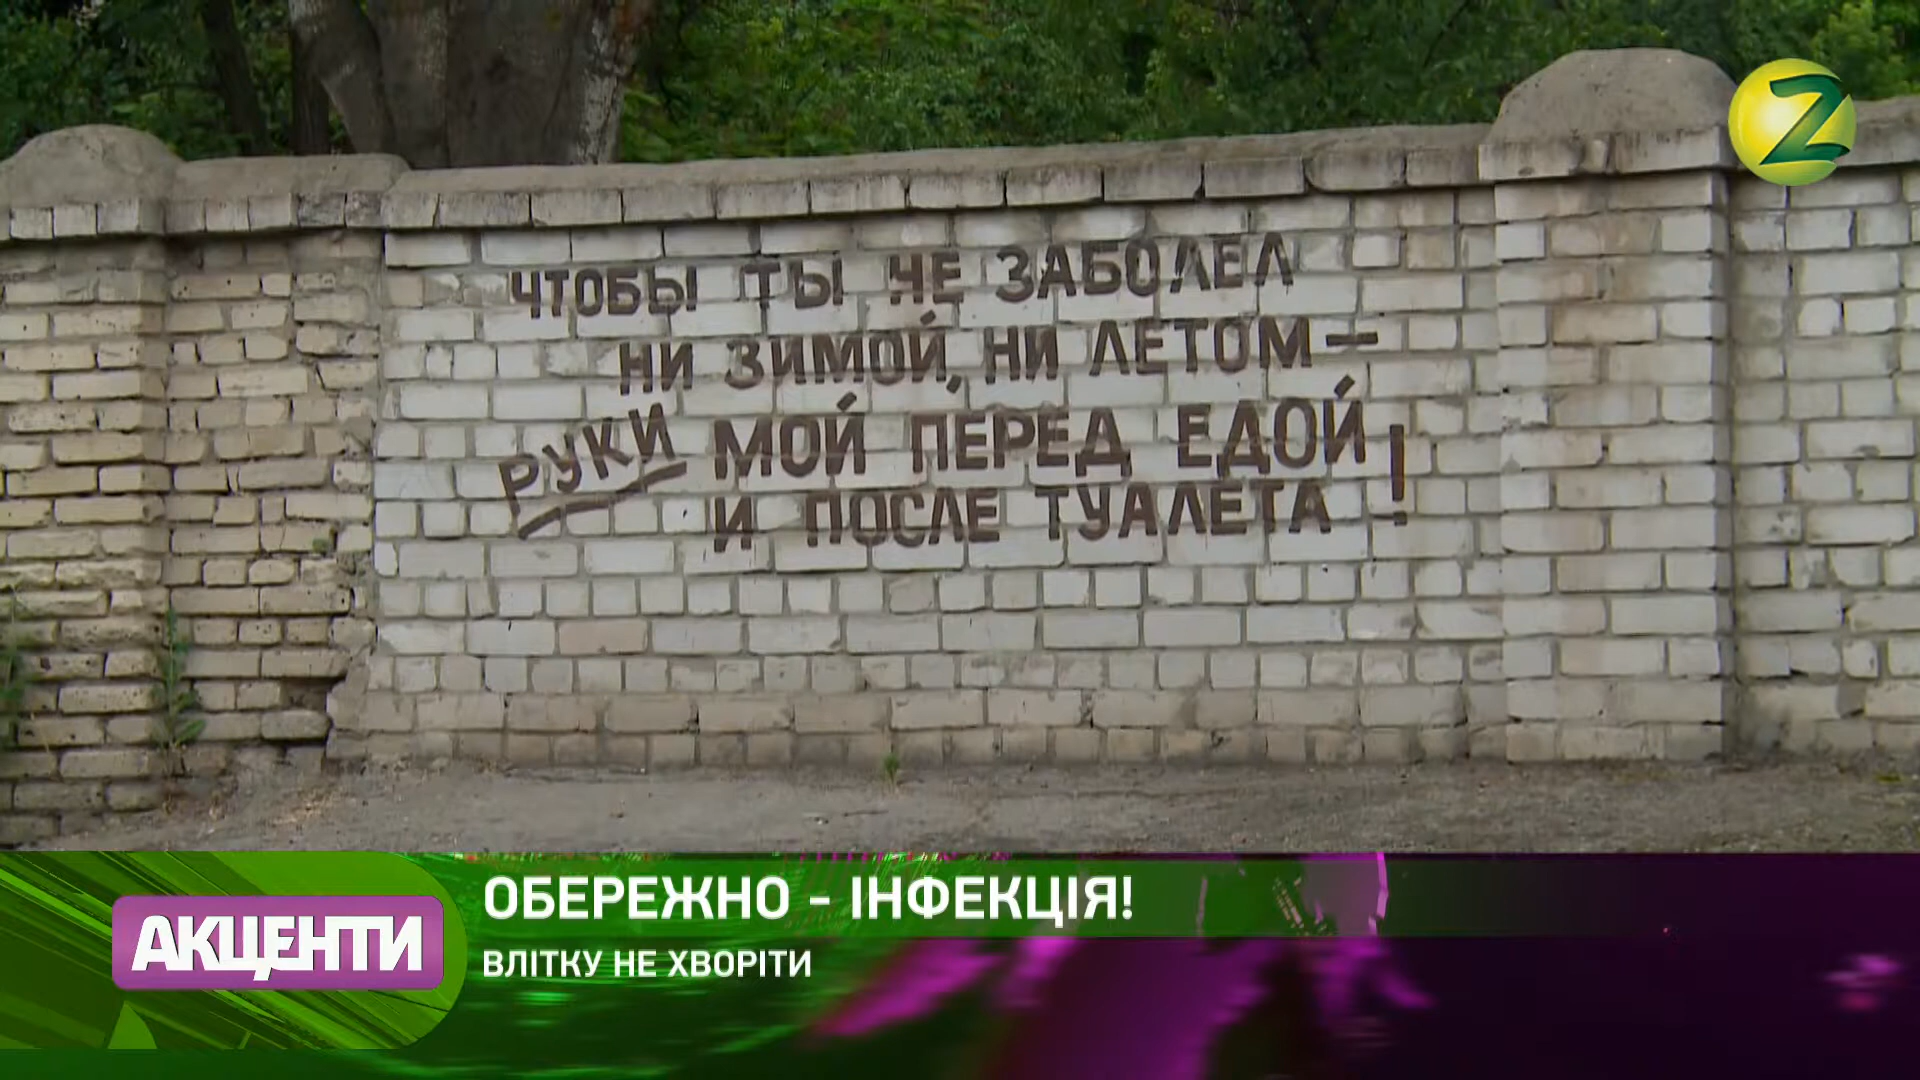 Z
ЧТОБЫ ТЫ НЕ ЗАБОЛЕЛ
НИ ЗИМОЙ, НИ ЛЕТОМ —
РУКИ МОЙ ПЕРЕД ЕДОЙ
И ПОСЛЕ ТУАЛЕТА!
АКЦЕНТИ
ОБЕРЕЖНО - ІНФЕКЦІЯ!
ВЛІТКУ НЕ ХВОРІТИ